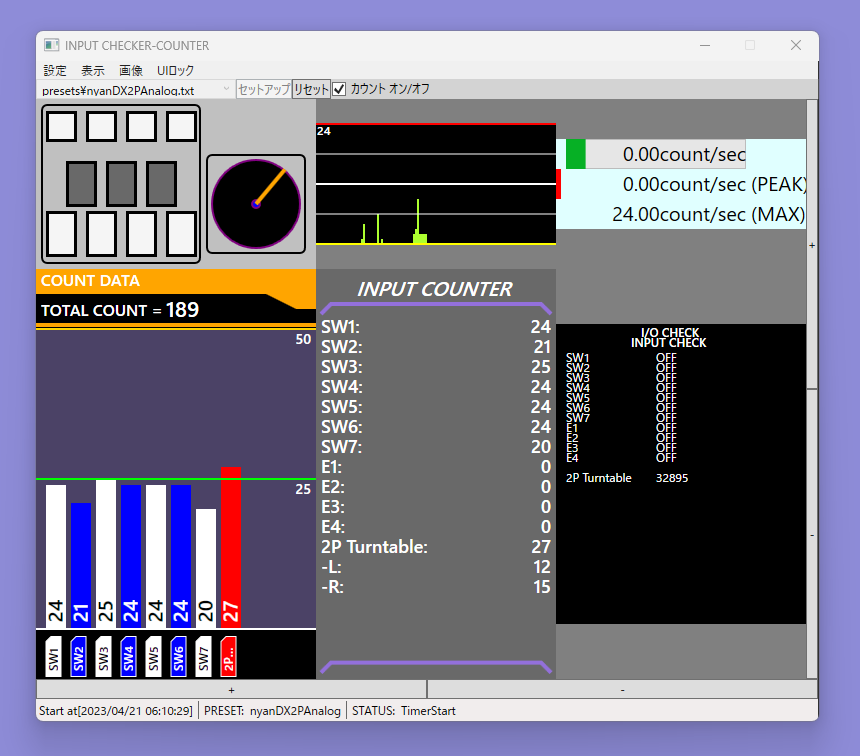 INPUT CHECKER-COUNTER
設定 表示 画像 UIロック
presets¥nyanDX2PAnalog.txt セットアップ リセット カウント オン/オフ
24
0.00count/sec
0.00count/sec (PEAK)
24.00count/sec (MAX)
+
-
COUNT DATA
TOTAL COUNT = 189
50
25
24 21 25 24 24 24 20 27
SW1 SW2 SW3 SW4 SW5 SW6 SW7 2P...
INPUT COUNTER
SW1: 24
SW2: 21
SW3: 25
SW4: 24
SW5: 24
SW6: 24
SW7: 20
E1: 0
E2: 0
E3: 0
E4: 0
2P Turntable: 27
-L: 12
-R: 15
I/O CHECK
INPUT CHECK
SW1 OFF
SW2 OFF
SW3 OFF
SW4 OFF
SW5 OFF
SW6 OFF
SW7 OFF
E1 OFF
E2 OFF
E3 OFF
E4 OFF
2P Turntable 32895
+ -
Start at[2023/04/21 06:10:29] PRESET: nyanDX2PAnalog STATUS: TimerStart